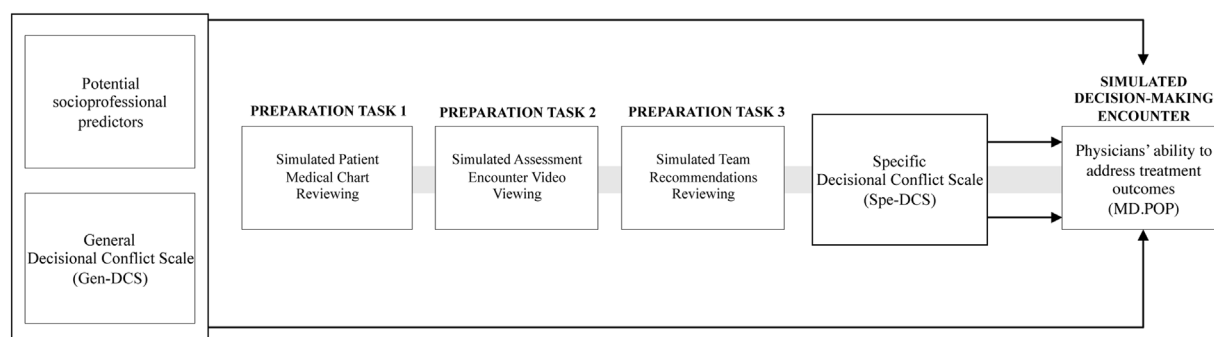 Potential
socioprofessional
predictors
General
Decisional Conflict Scale
(Gen-DCS)
PREPARATION TASK 1
Simulated Patient
Medical Chart
Reviewing
PREPARATION TASK 2
Simulated Assessment
Encounter Video
Viewing
PREPARATION TASK 3
Simulated Team
Recommendations
Reviewing
Specific
Decisional Conflict Scale
(Spe-DCS)
SIMULATED
DECISION-MAKING
ENCOUNTER
Physicians’ ability to
address treatment
outcomes
(MD.POP)